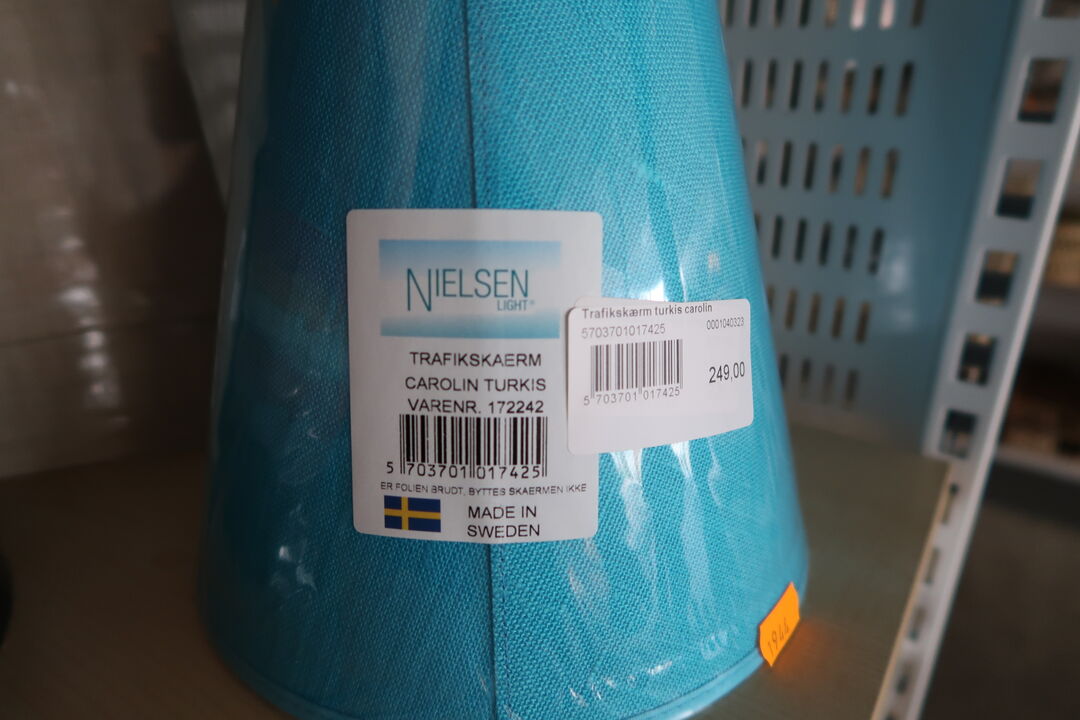 NIELSEN
LIGHT®
TRAFIKSKAERM
CAROLIN TURKIS
VARENR. 172242
5 703701 017425
ER FOLIEN BRUDT, BYTTES SKAERMEN IKKE
MADE IN
SWEDEN
Trafikskærm turkis carolin
5703701017425 0001040323
249,00
5 703701 017425
1944